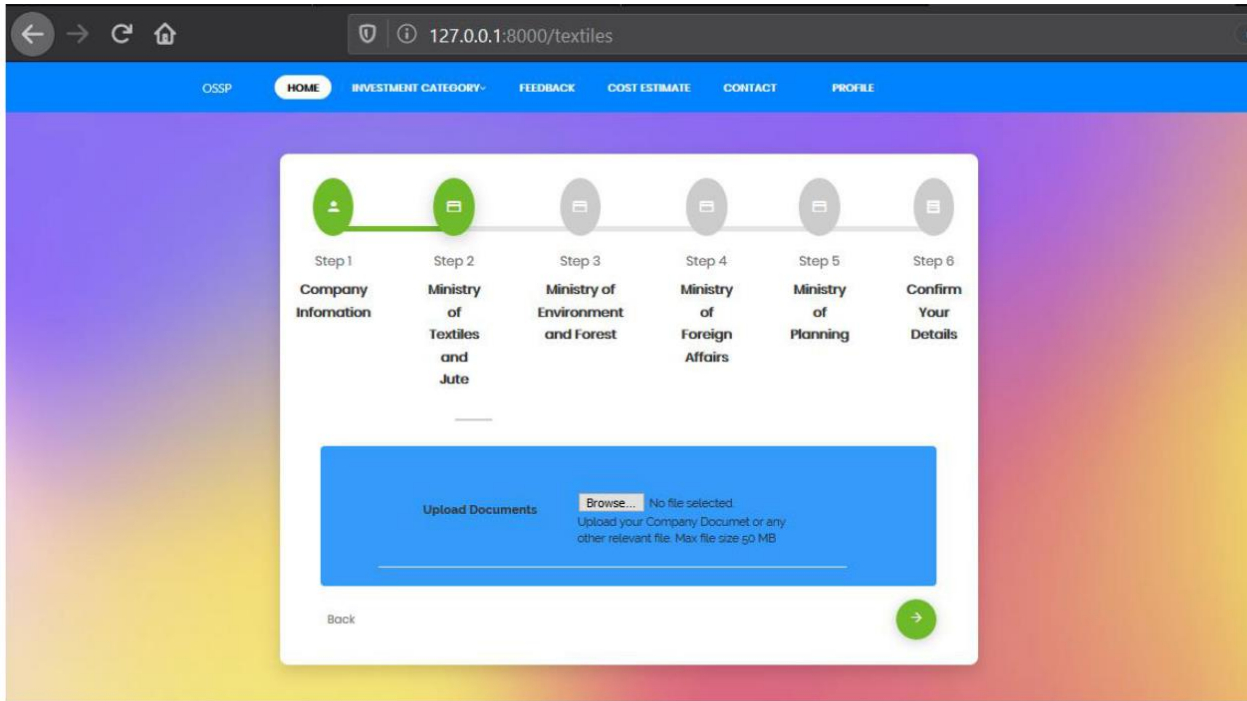 127.0.0.1:8000/textiles
OSSP HOME INVESTMENT CATEGORY FEEDBACK COST ESTIMATE CONTACT PROFILE
Step 1
Company
Infomation
Step 2
Ministry
of
Textiles
and
Jute
Step 3
Ministry of
Environment
and Forest
Step 4
Ministry
of
Foreign
Affairs
Step 5
Ministry
of
Planning
Step 6
Confirm
Your
Details
Upload Documents
Browse... No file selected.
Upload your Company Documet or any
other relevant file. Max file size 50 MB
Back